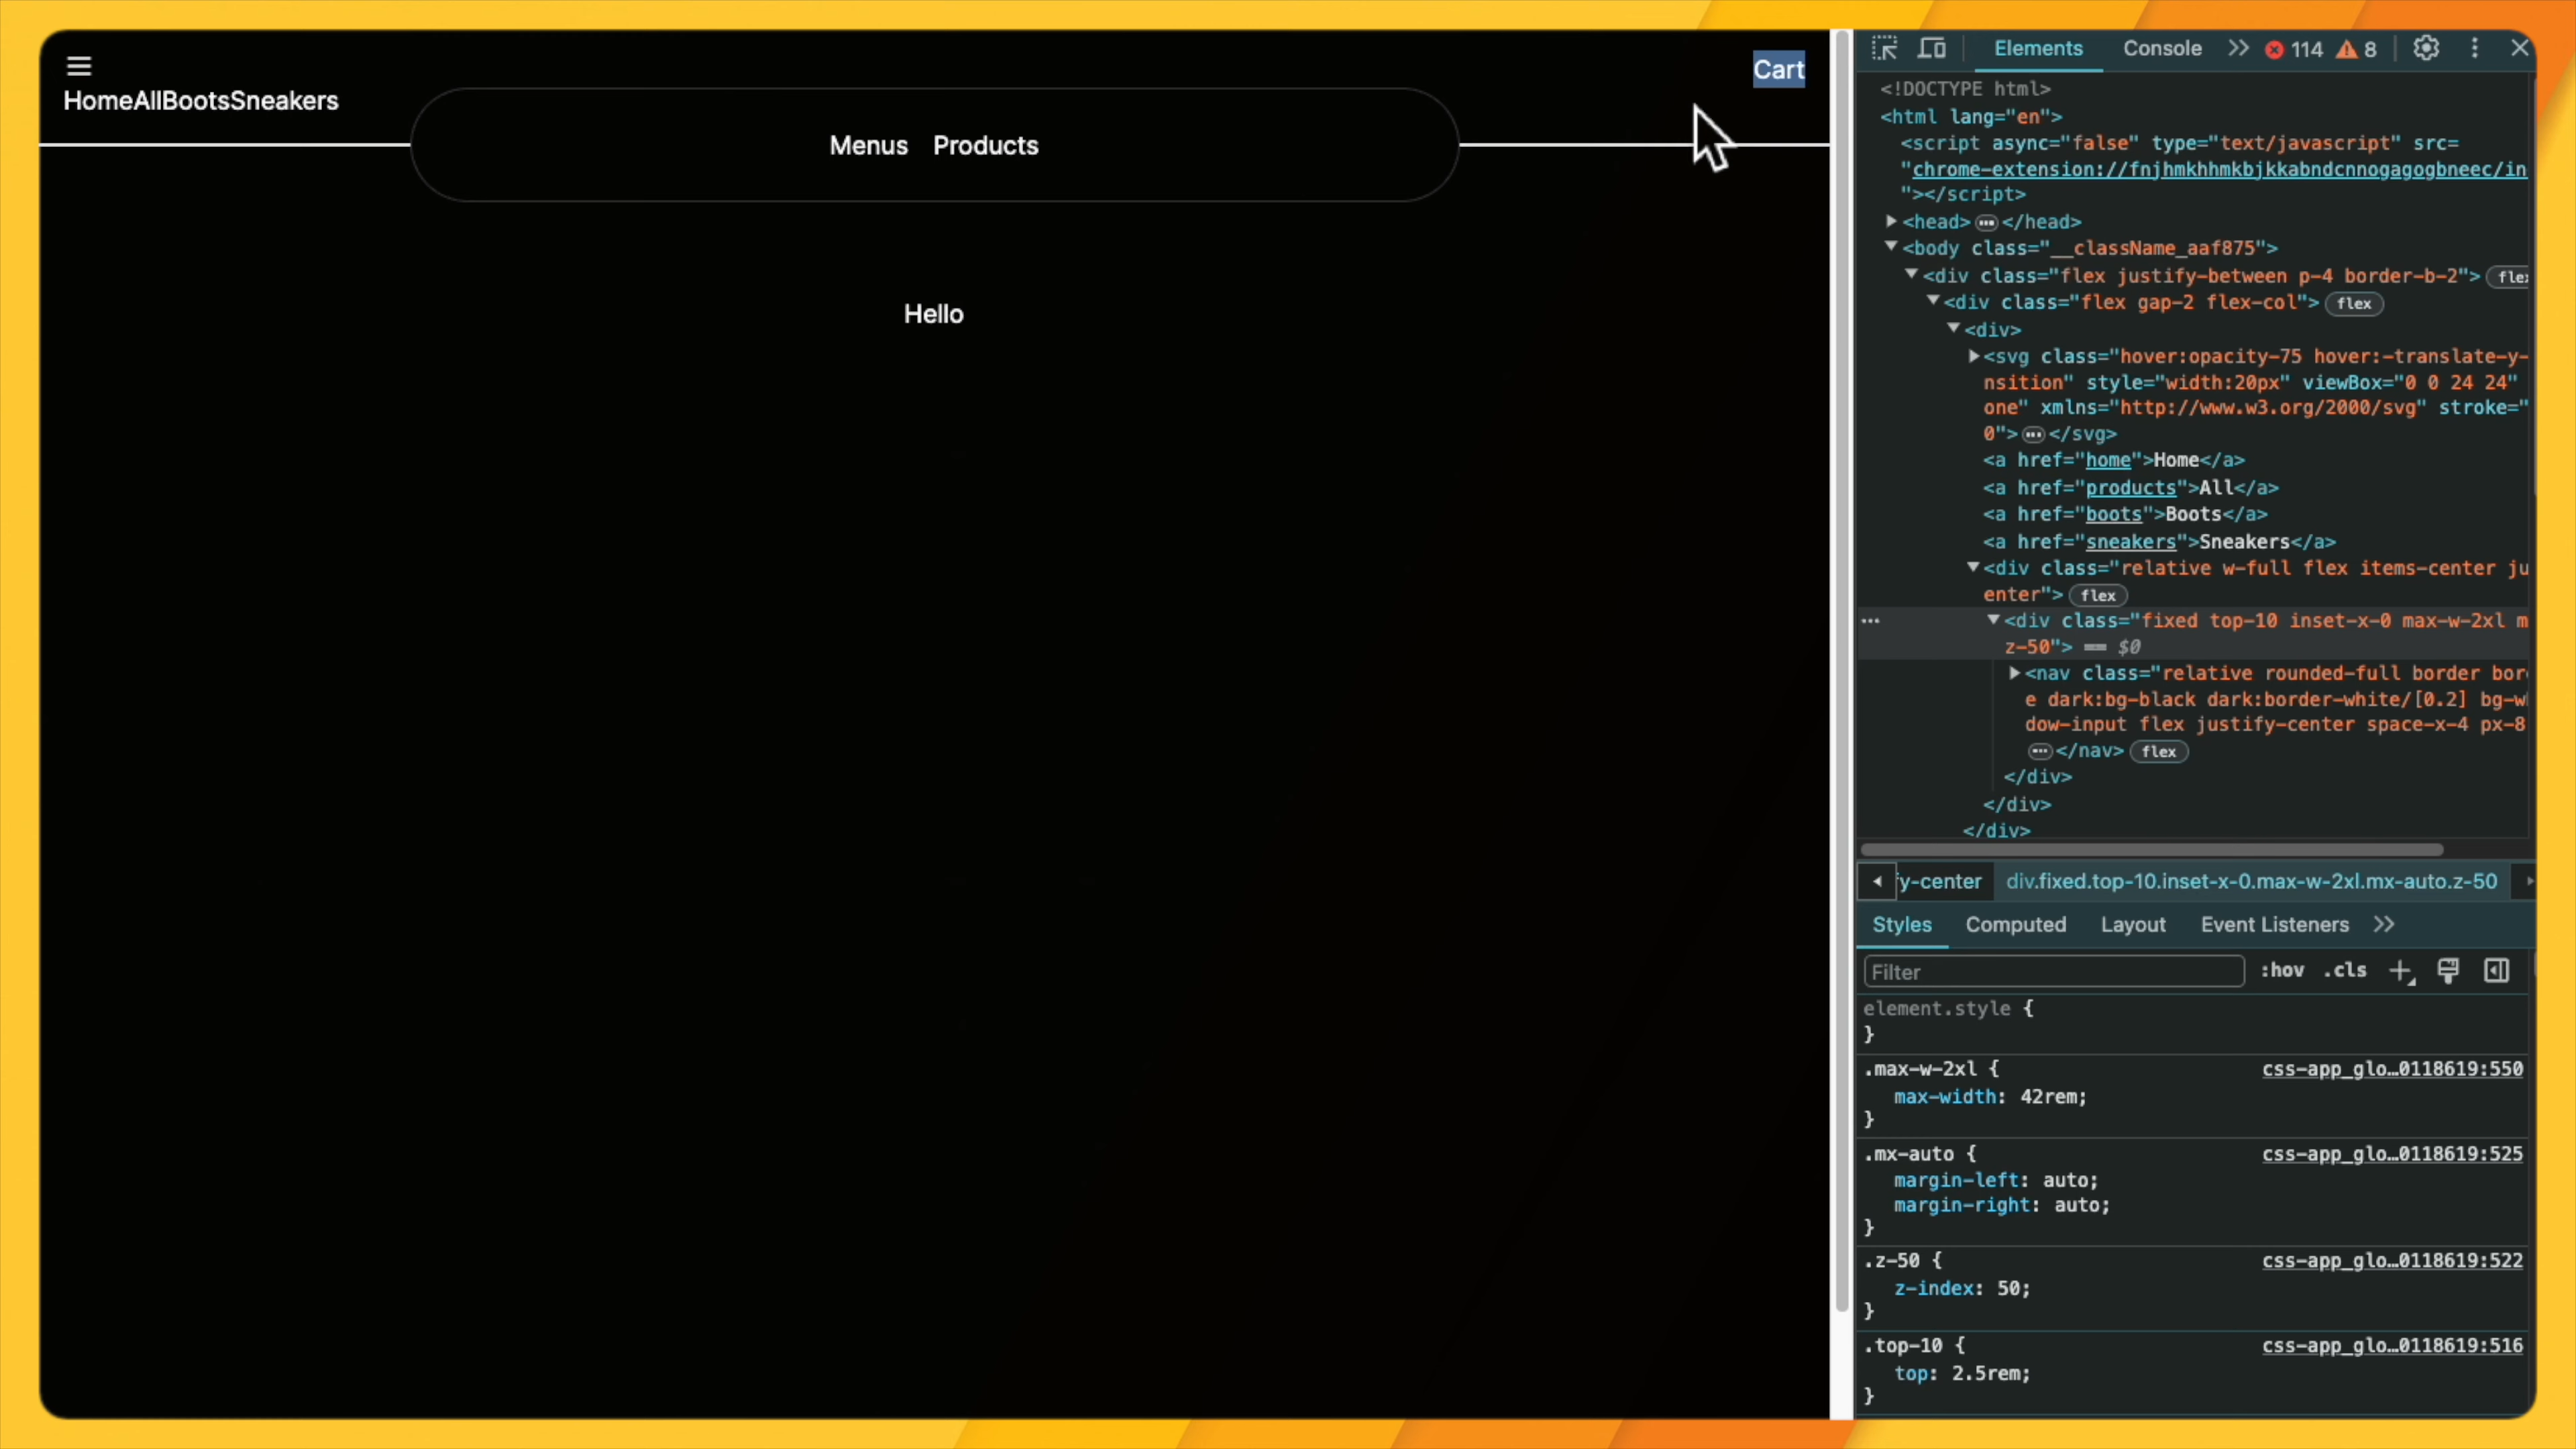 Cart
HomeAllBootsSneakers
Menus Products
Hello
Elements Console 114 8
<!DOCTYPE html>
<html lang="en">
<script async="false" type="text/javascript" src=
"chrome-extension://fnjhmkhhmkbjkkabndcnnogagogbneec/in
"></script>
<head> </head>
<body class="__className_aaf875">
<div class="flex justify-between p-4 border-b-2"> flex
<div class="flex gap-2 flex-col"> flex
<div>
<svg class="hover:opacity-75 hover:-translate-y-
nsition" style="width:20px" viewBox="0 0 24 24"
one" xmlns="http://www.w3.org/2000/svg" stroke="
0"> </svg>
<a href="home">Home</a>
<a href="products">All</a>
<a href="boots">Boots</a>
<a href="sneakers">Sneakers</a>
<div class="relative w-full flex items-center ju
enter"> flex
<div class="fixed top-10 inset-x-0 max-w-2xl m
z-50"> == $0
<nav class="relative rounded-full border bor
e dark:bg-black dark:border-white/[0.2] bg-w
dow-input flex justify-center space-x-4 px-8
</nav> flex
</div>
</div>
</div>
fy-center div.fixed.top-10.inset-x-0.max-w-2xl.mx-auto.z-50
Styles Computed Layout Event Listeners
Filter :hov .cls
element.style {
}
.max-w-2xl { css-app_glo…0118619:550
max-width: 42rem;
}
.mx-auto { css-app_glo…0118619:525
margin-left: auto;
margin-right: auto;
}
.z-50 { css-app_glo…0118619:522
z-index: 50;
}
.top-10 { css-app_glo…0118619:516
top: 2.5rem;
}